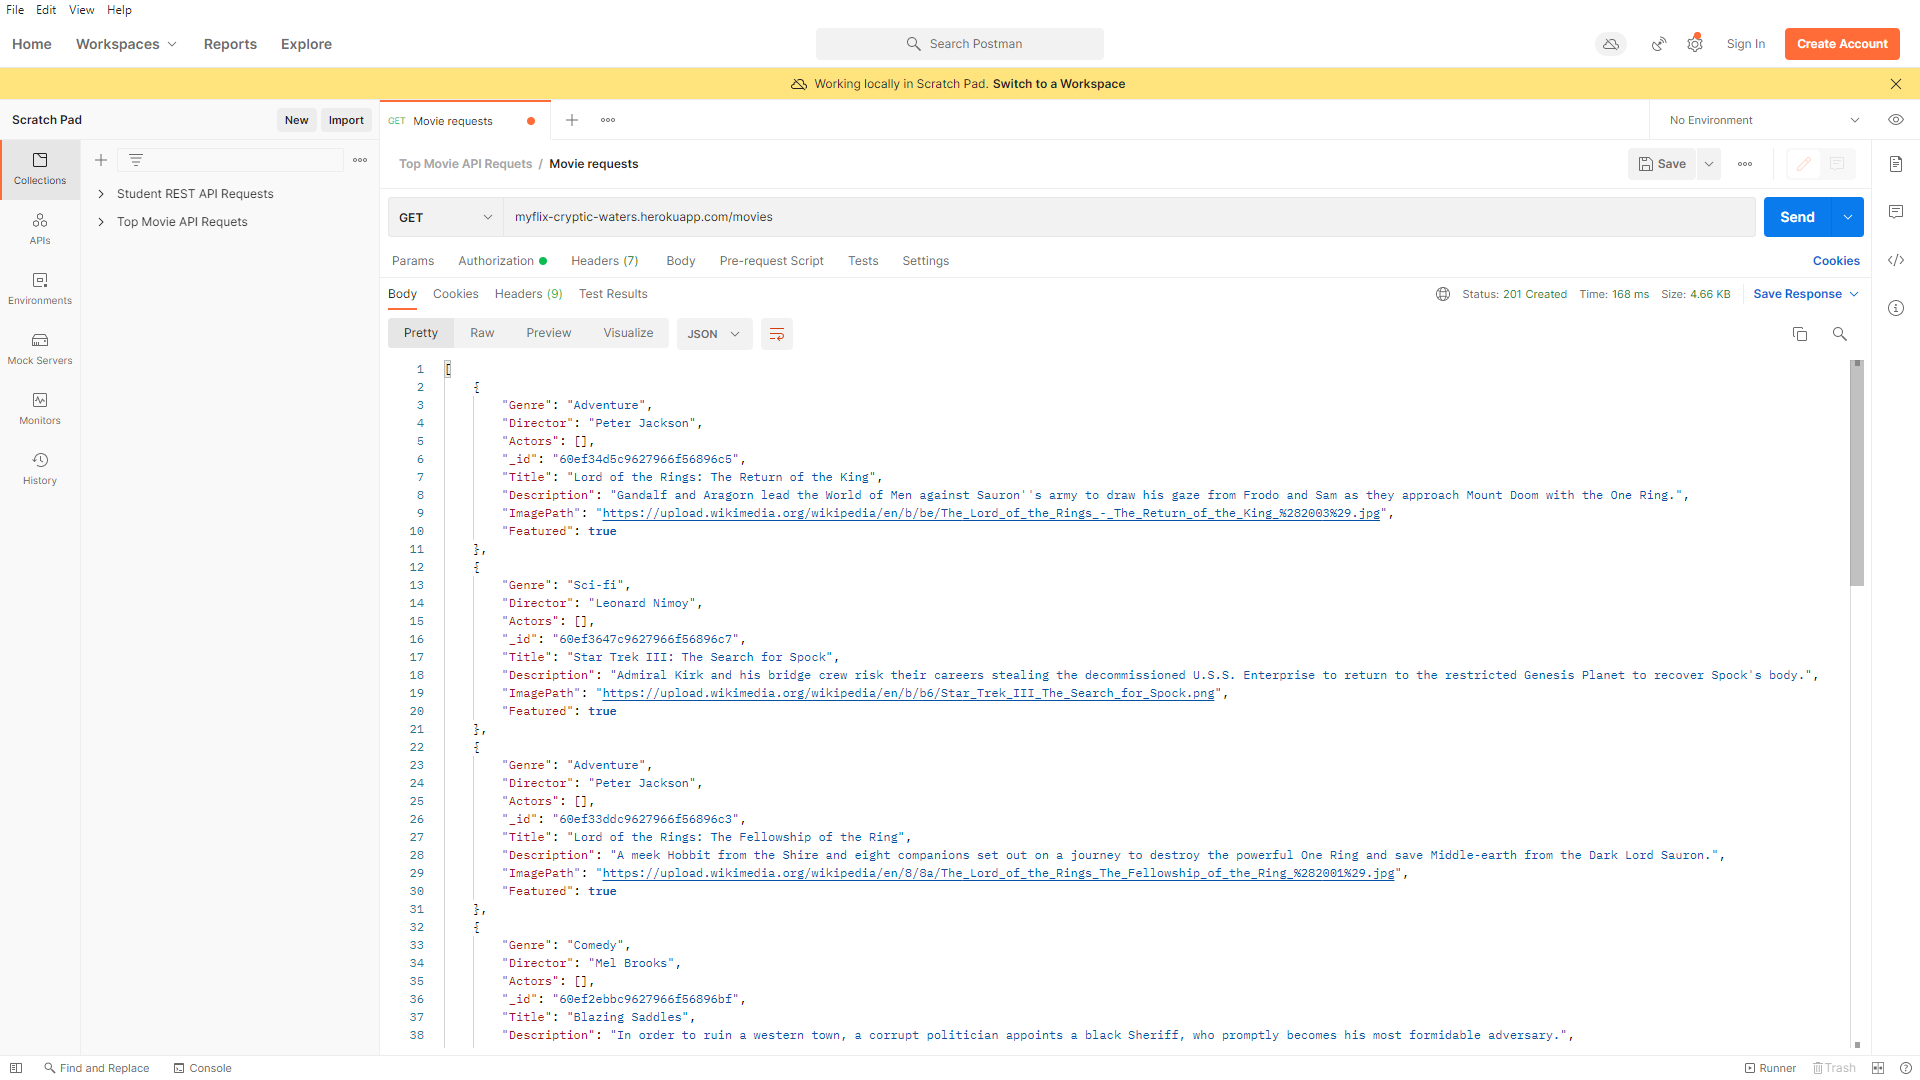 File Edit View Help
Home Workspaces Reports Explore Search Postman Sign In Create Account
Working locally in Scratch Pad. Switch to a Workspace
Scratch Pad New Import GET Movie requests No Environment
Top Movie API Requets / Movie requests Save
Collections
APIs
Environments
Mock Servers
Monitors
History
Student REST API Requests
Top Movie API Requets
GET myflix-cryptic-waters.herokuapp.com/movies Send
Params Authorization Headers (7) Body Pre-request Script Tests Settings Cookies
Body Cookies Headers (9) Test Results Status: 201 Created Time: 168 ms Size: 4.66 KB Save Response
Pretty Raw Preview Visualize JSON
1 [
2 {
3 "Genre": "Adventure",
4 "Director": "Peter Jackson",
5 "Actors": [],
6 "_id": "60ef34d5c9627966f56896c5",
7 "Title": "Lord of the Rings: The Return of the King",
8 "Description": "Gandalf and Aragorn lead the World of Men against Sauron''s army to draw his gaze from Frodo and Sam as they approach Mount Doom with the One Ring.",
9 "ImagePath": "https://upload.wikimedia.org/wikipedia/en/b/be/The_Lord_of_the_Rings_-_The_Return_of_the_King_%282003%29.jpg",
10 "Featured": true
11 },
12 {
13 "Genre": "Sci-fi",
14 "Director": "Leonard Nimoy",
15 "Actors": [],
16 "_id": "60ef3647c9627966f56896c7",
17 "Title": "Star Trek III: The Search for Spock",
18 "Description": "Admiral Kirk and his bridge crew risk their careers stealing the decommissioned U.S.S. Enterprise to return to the restricted Genesis Planet to recover Spock's body.",
19 "ImagePath": "https://upload.wikimedia.org/wikipedia/en/b/b6/Star_Trek_III_The_Search_for_Spock.png",
20 "Featured": true
21 },
22 {
23 "Genre": "Adventure",
24 "Director": "Peter Jackson",
25 "Actors": [],
26 "_id": "60ef33ddc9627966f56896c3",
27 "Title": "Lord of the Rings: The Fellowship of the Ring",
28 "Description": "A meek Hobbit from the Shire and eight companions set out on a journey to destroy the powerful One Ring and save Middle-earth from the Dark Lord Sauron.",
29 "ImagePath": "https://upload.wikimedia.org/wikipedia/en/8/8a/The_Lord_of_the_Rings_The_Fellowship_of_the_Ring_%282001%29.jpg",
30 "Featured": true
31 },
32 {
33 "Genre": "Comedy",
34 "Director": "Mel Brooks",
35 "Actors": [],
36 "_id": "60ef2ebbc9627966f56896bf",
37 "Title": "Blazing Saddles",
38 "Description": "In order to ruin a western town, a corrupt politician appoints a black Sheriff, who promptly becomes his most formidable adversary.",
Find and Replace Console Runner Trash